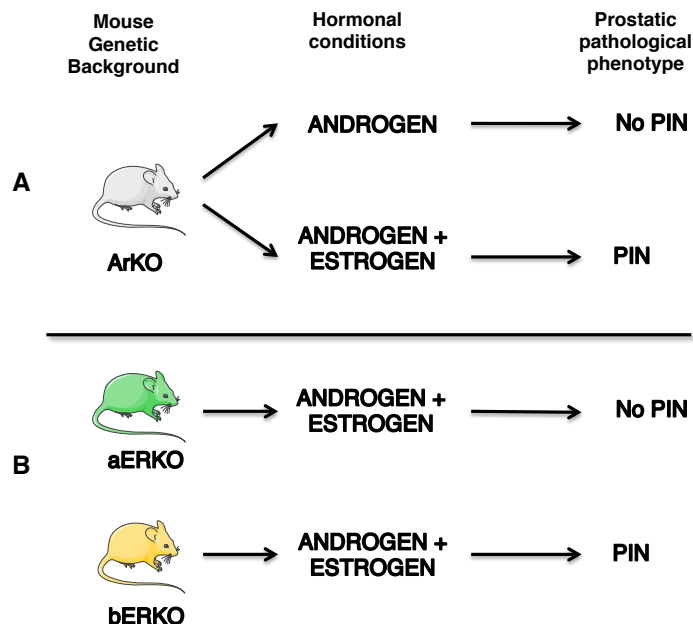 Mouse
Genetic
Background
Hormonal
conditions
Prostatic
pathological
phenotype
A
ArKO
ANDROGEN
No PIN
ANDROGEN +
ESTROGEN
PIN
B
aERKO
ANDROGEN +
ESTROGEN
No PIN
bERKO
ANDROGEN +
ESTROGEN
PIN